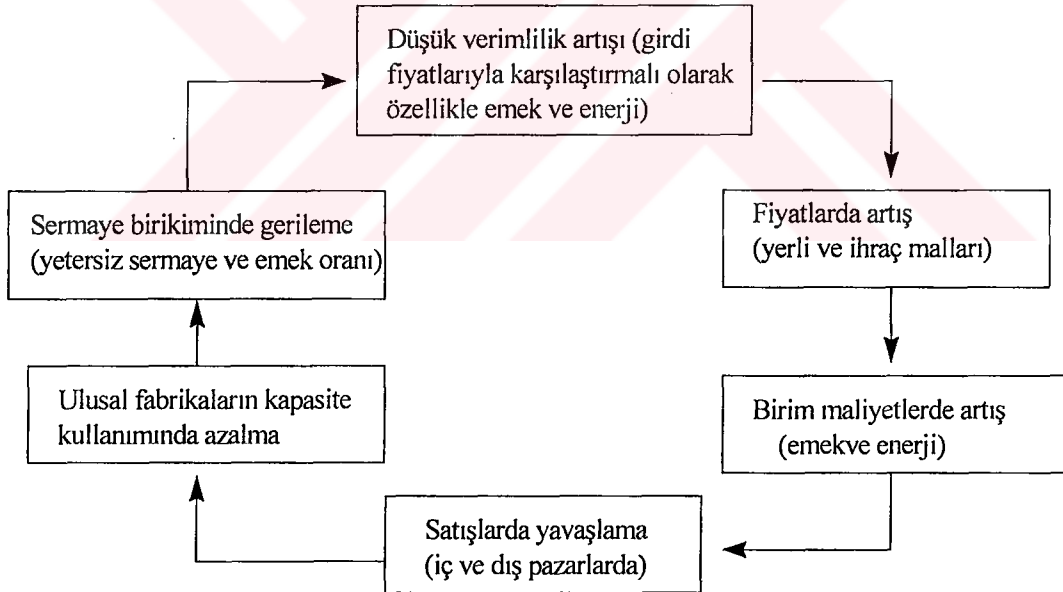 Düşük verimlilik artışı (girdi
fiyatlarıyla karşılaştırmalı olarak
özellikle emek ve enerji)
Fiyatlarda artış
(yerli ve ihraç malları)
Birim maliyetlerde artış
(emekve enerji)
Satışlarda yavaşlama
(iç ve dış pazarlarda)
Ulusal fabrikaların kapasite
kullanımında azalma
Sermaye birikiminde gerileme
(yetersiz sermaye ve emek oranı)